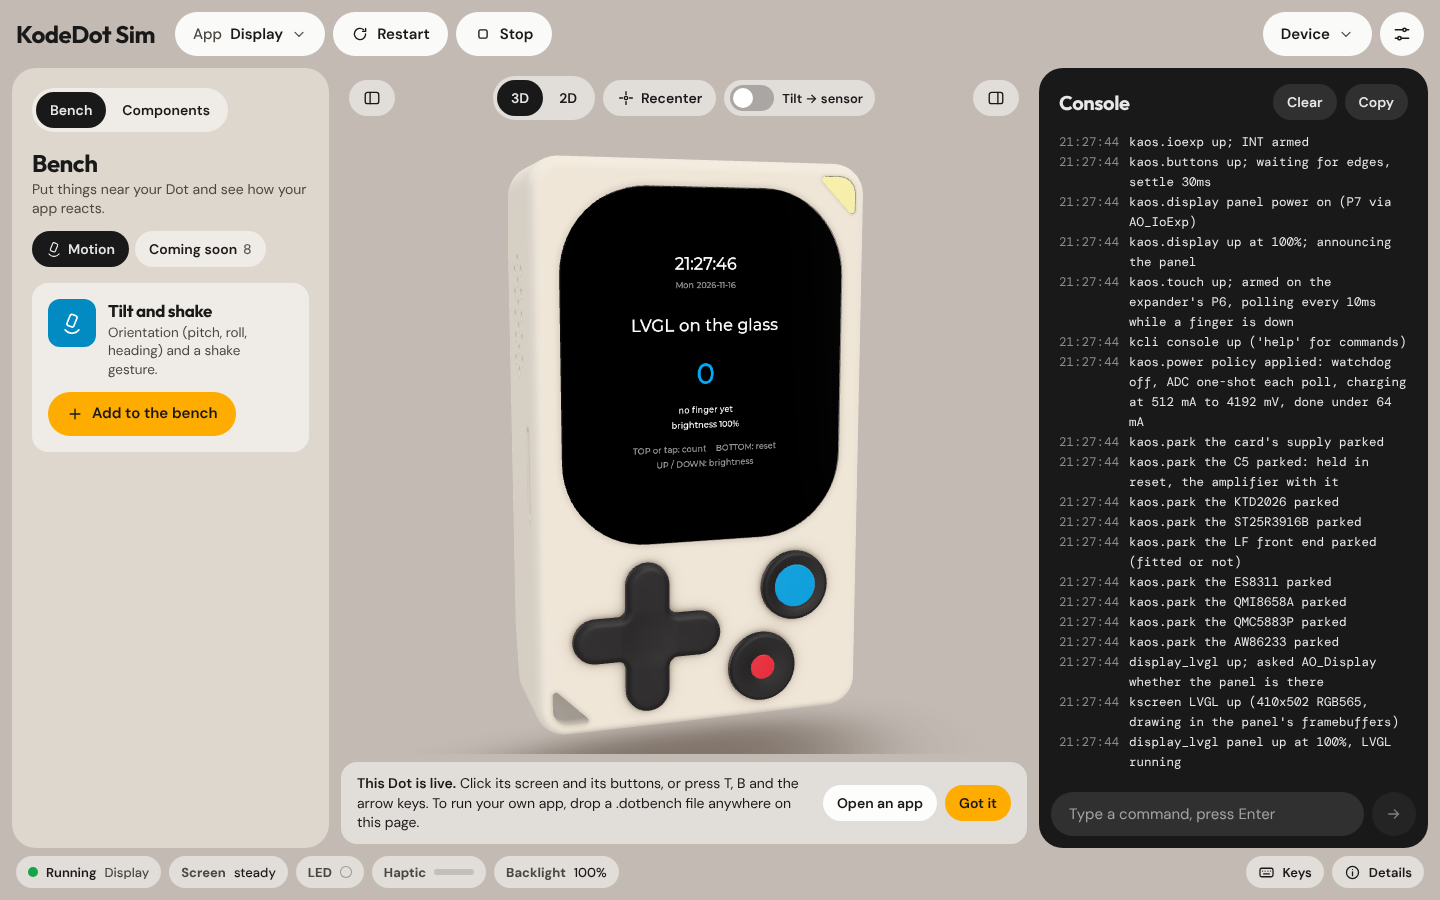 KodeDot Sim
App Display
Restart
Stop
Device
Bench
Components
Bench
Put things near your Dot and see how your
app reacts.
Motion
Coming soon 8
Tilt and shake
Orientation (pitch, roll,
heading) and a shake
gesture.
+ Add to the bench
3D
2D
Recenter
Tilt → sensor
21:27:46
Mon 2026-11-16
LVGL on the glass
0
no finger yet
brightness 100%
TOP or tap: count BOTTOM: reset
UP / DOWN: brightness
This Dot is live. Click its screen and its buttons, or press T, B and the
arrow keys. To run your own app, drop a .dotbench file anywhere on
this page.
Open an app
Got it
Console
Clear
Copy
21:27:44 kaos.ioexp up; INT armed
21:27:44 kaos.buttons up; waiting for edges,
settle 30ms
21:27:44 kaos.display panel power on (P7 via
AO_IoExp)
21:27:44 kaos.display up at 100%; announcing
the panel
21:27:44 kaos.touch up; armed on the
expander's P6, polling every 10ms
while a finger is down
21:27:44 kcli console up ('help' for commands)
21:27:44 kaos.power policy applied: watchdog
off, ADC one-shot each poll, charging
at 512 mA to 4192 mV, done under 64
mA
21:27:44 kaos.park the card's supply parked
21:27:44 kaos.park the C5 parked: held in
reset, the amplifier with it
21:27:44 kaos.park the KTD2026 parked
21:27:44 kaos.park the ST25R3916B parked
21:27:44 kaos.park the LF front end parked
(fitted or not)
21:27:44 kaos.park the ES8311 parked
21:27:44 kaos.park the QMI8658A parked
21:27:44 kaos.park the QMC5883P parked
21:27:44 kaos.park the AW86233 parked
21:27:44 display_lvgl up; asked AO_Display
whether the panel is there
21:27:44 kscreen LVGL up (410x502 RGB565,
drawing in the panel's framebuffers)
21:27:44 display_lvgl panel up at 100%, LVGL
running
Type a command, press Enter
Running Display
Screen steady
LED
Haptic
Backlight 100%
Keys
Details